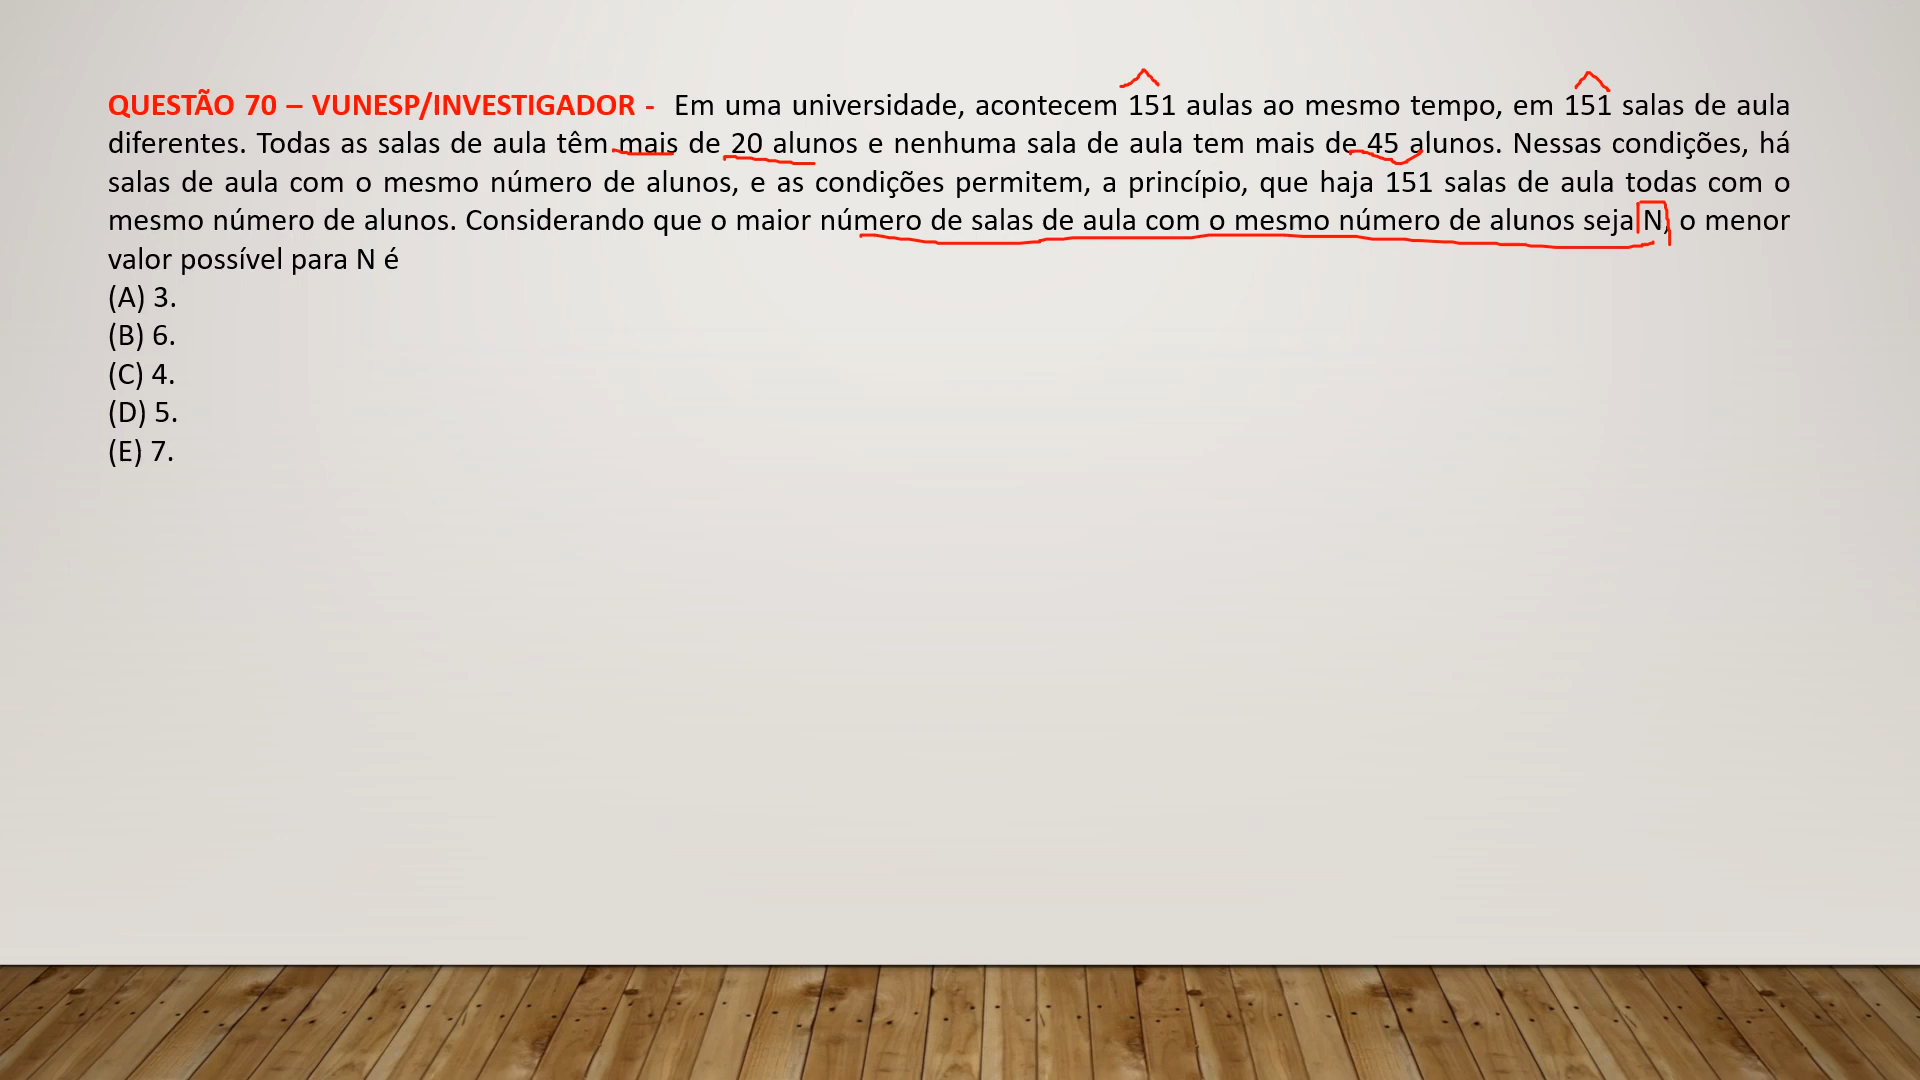 QUESTÃO 70 – VUNESP/INVESTIGADOR - Em uma universidade, acontecem 151 aulas ao mesmo tempo, em 151 salas de aula
diferentes. Todas as salas de aula têm mais de 20 alunos e nenhuma sala de aula tem mais de 45 alunos. Nessas condições, há
salas de aula com o mesmo número de alunos, e as condições permitem, a princípio, que haja 151 salas de aula todas com o
mesmo número de alunos. Considerando que o maior número de salas de aula com o mesmo número de alunos seja N, o menor
valor possível para N é
(A) 3.
(B) 6.
(C) 4.
(D) 5.
(E) 7.